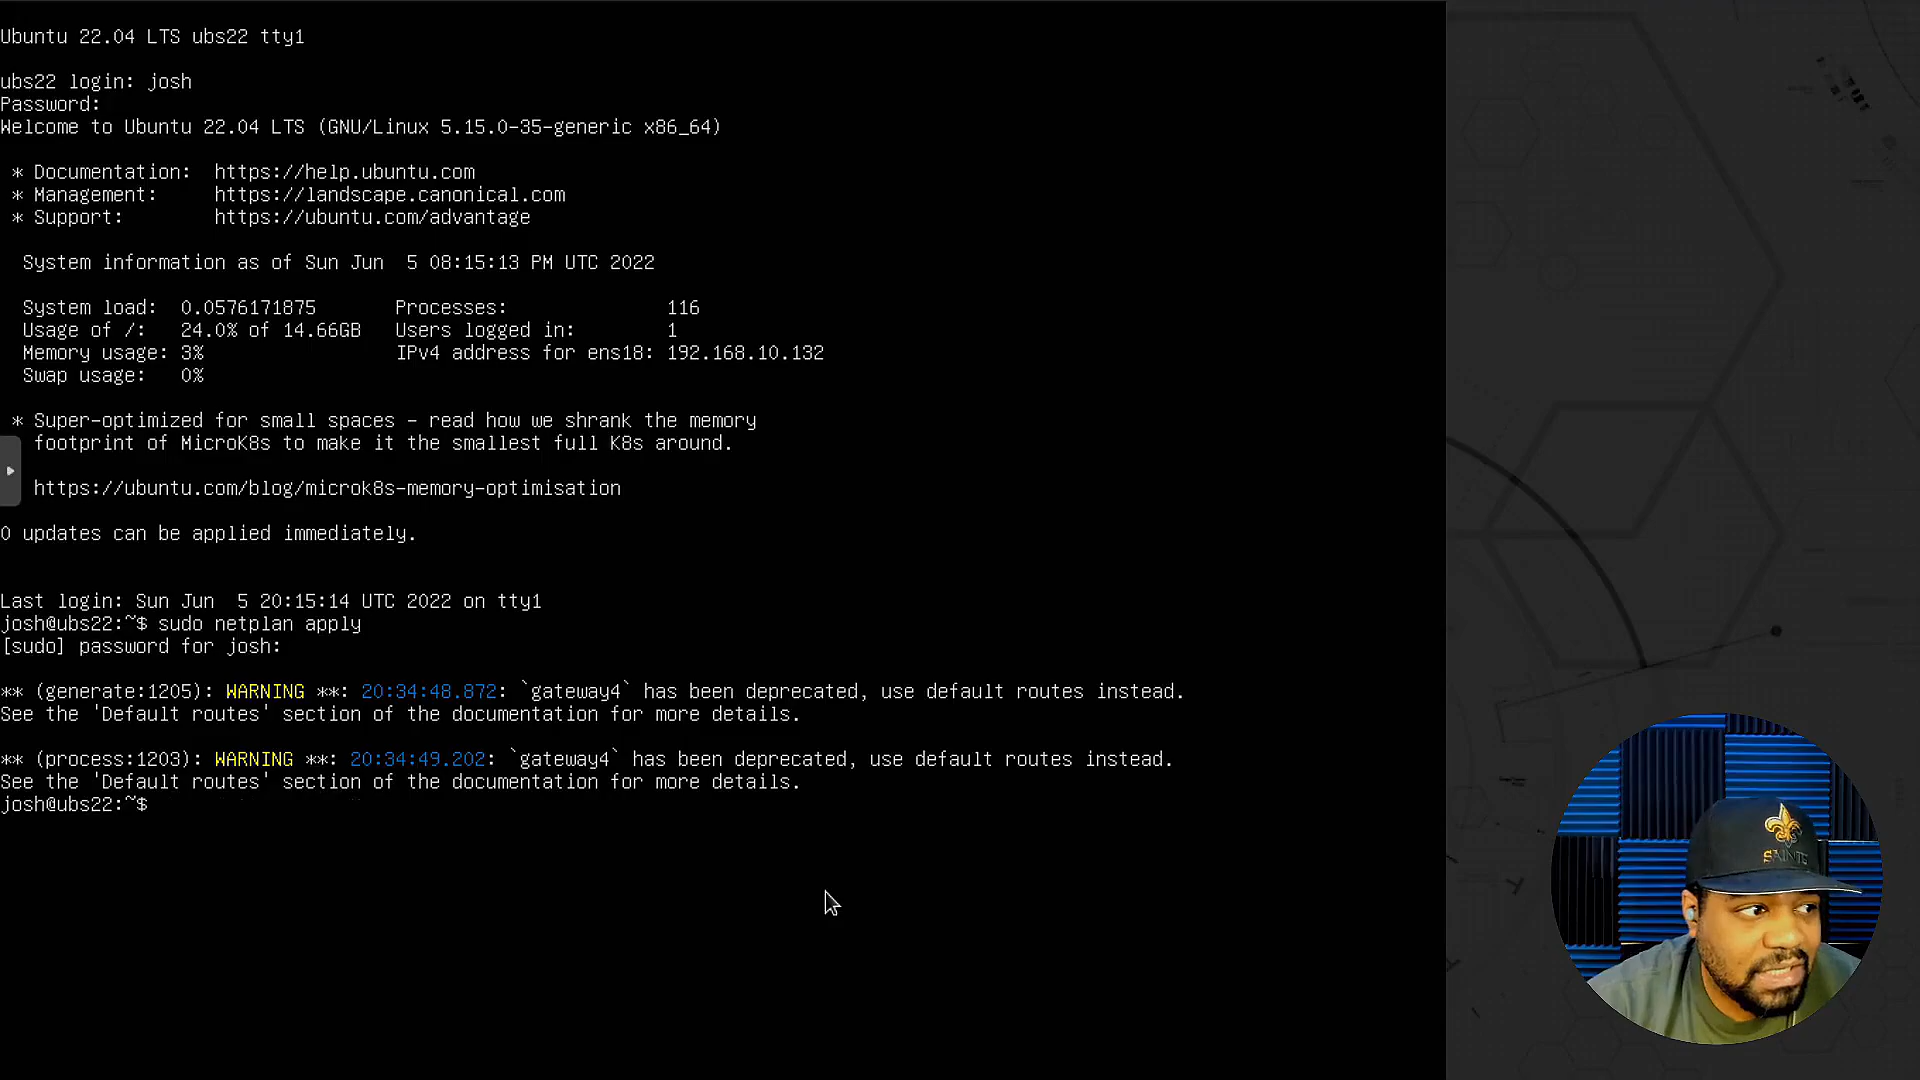 Ubuntu 22.04 LTS ubs22 tty1
ubs22 login: josh
Password:
Welcome to Ubuntu 22.04 LTS (GNU/Linux 5.15.0-35-generic x86_64)
* Documentation:  https://help.ubuntu.com
* Management:     https://landscape.canonical.com
* Support:        https://ubuntu.com/advantage
System information as of Sun Jun  5 08:15:13 PM UTC 2022
System load:  0.0576171875       Processes:              116
Usage of /:   24.0% of 14.66GB   Users logged in:        1
Memory usage: 3%                 IPv4 address for ens18: 192.168.10.132
Swap usage:   0%
* Super-optimized for small spaces - read how we shrank the memory
footprint of MicroK8s to make it the smallest full K8s around.
https://ubuntu.com/blog/microk8s-memory-optimisation
0 updates can be applied immediately.
Last login: Sun Jun  5 20:15:14 UTC 2022 on tty1
josh@ubs22:~$ sudo netplan apply
[sudo] password for josh:
** (generate:1205): WARNING **: 20:34:48.872: `gateway4` has been deprecated, use default routes instead.
See the 'Default routes' section of the documentation for more details.
** (process:1203): WARNING **: 20:34:49.202: `gateway4` has been deprecated, use default routes instead.
See the 'Default routes' section of the documentation for more details.
josh@ubs22:~$
SAINTS